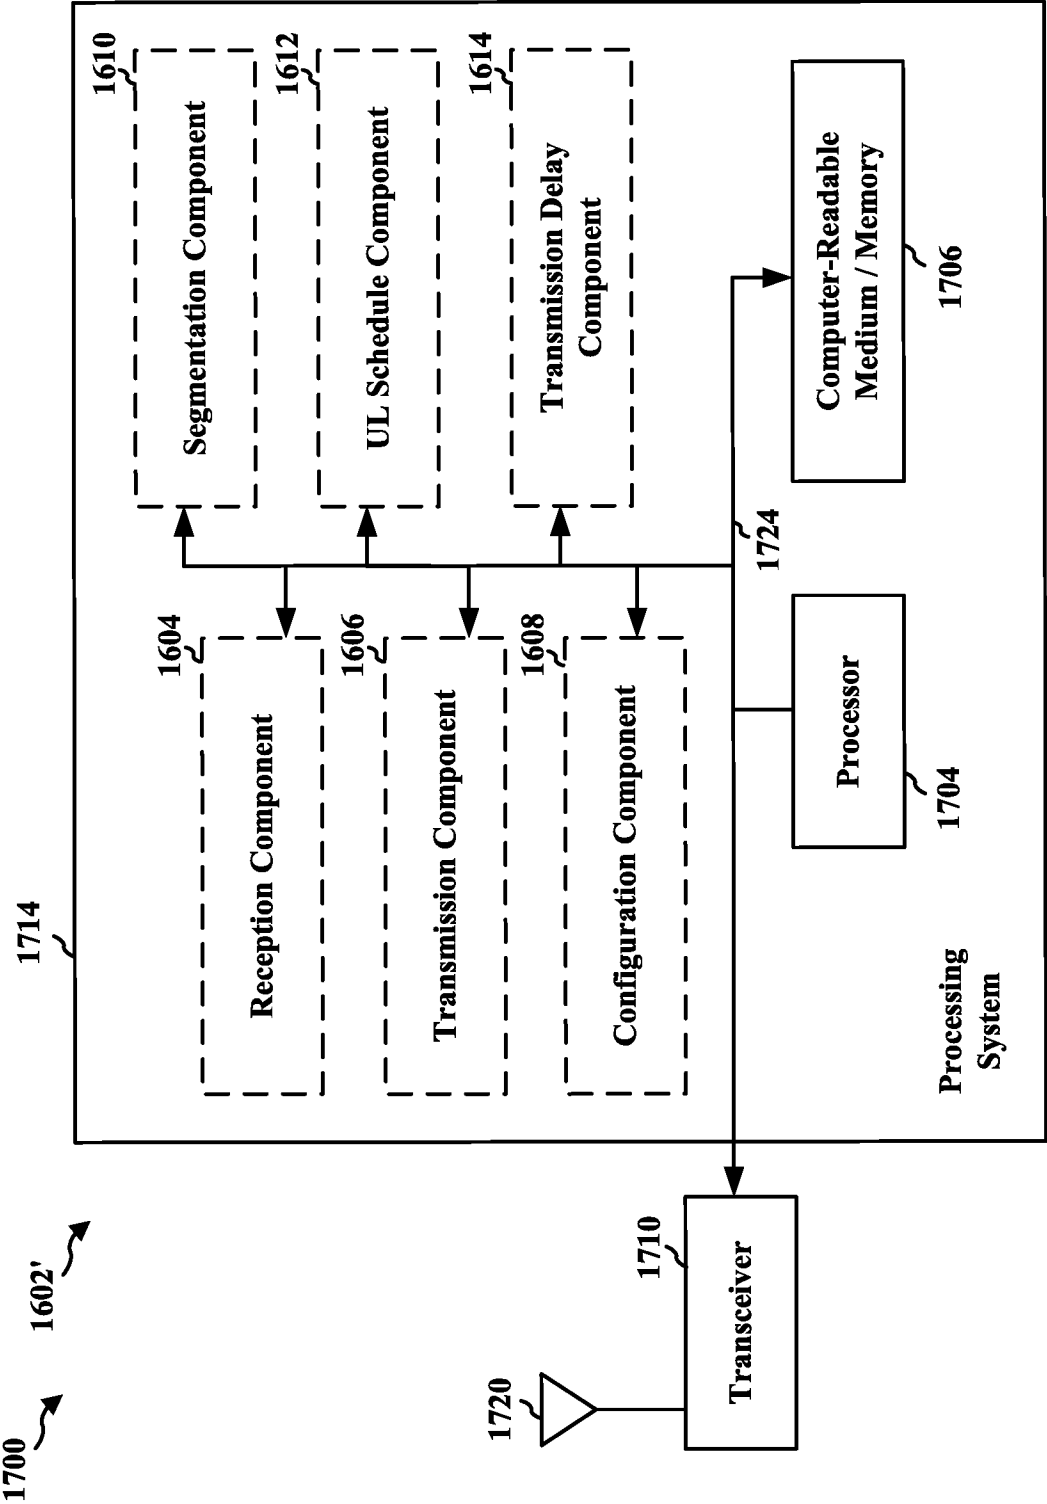 1700
1602'
1714
1604
Reception Component
1610
Segmentation Component
1606
Transmission Component
1612
UL Schedule Component
1608
Configuration Component
1614
Transmission Delay
Component
1720
1710
Transceiver
1724
Processor
1704
Computer-Readable
Medium / Memory
1706
Processing
System